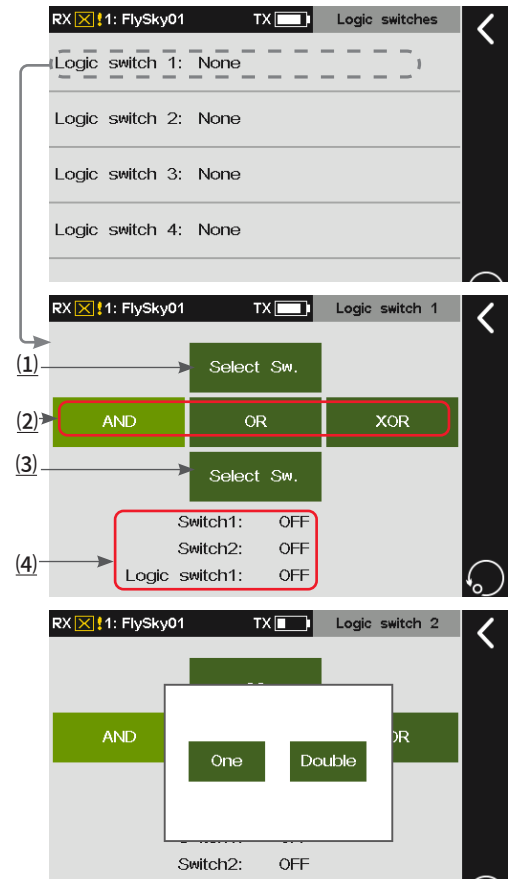 RX !1: FlySky01 TX Logic switches
Logic switch 1: None
Logic switch 2: None
Logic switch 3: None
Logic switch 4: None
RX !1: FlySky01 TX Logic switch 1
(1) Select Sw.
(2) AND OR XOR
(3) Select Sw.
Switch1: OFF
Switch2: OFF
(4) Logic switch1: OFF
RX !1: FlySky01 TX Logic switch 2
AND OR
One Double
Switch2: OFF